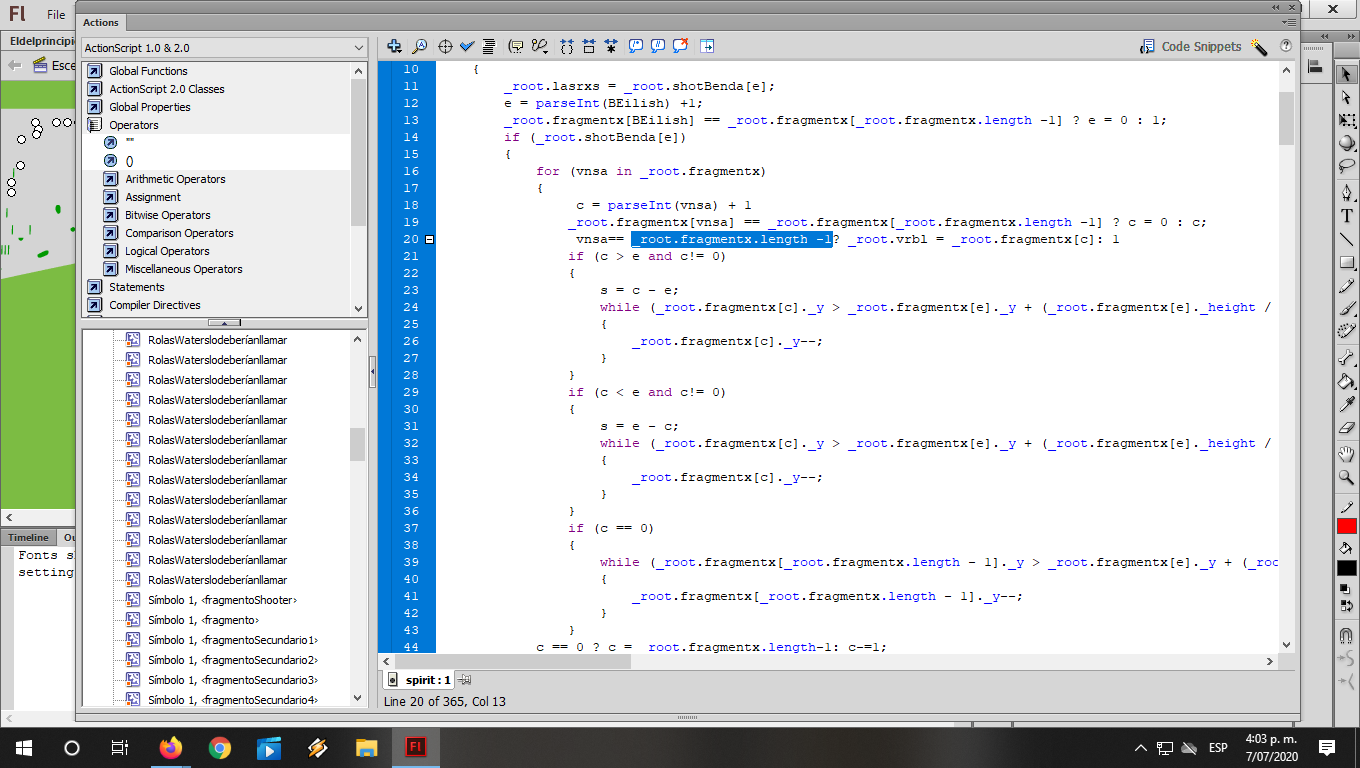 Fl File
Actions
Eldelprincipi
ActionScript 1.0 & 2.0
Code Snippets
Esce
Global Functions
ActionScript 2.0 Classes
Global Properties
Operators
""
()
Arithmetic Operators
Assignment
Bitwise Operators
Comparison Operators
Logical Operators
Miscellaneous Operators
Statements
Compiler Directives
RolasWaterslodeberíanllamar
RolasWaterslodeberíanllamar
RolasWaterslodeberíanllamar
RolasWaterslodeberíanllamar
RolasWaterslodeberíanllamar
RolasWaterslodeberíanllamar
RolasWaterslodeberíanllamar
RolasWaterslodeberíanllamar
RolasWaterslodeberíanllamar
RolasWaterslodeberíanllamar
RolasWaterslodeberíanllamar
RolasWaterslodeberíanllamar
RolasWaterslodeberíanllamar
Símbolo 1, <fragmentoShooter>
Símbolo 1, <fragmento>
Símbolo 1, <fragmentoSecundario1>
Símbolo 1, <fragmentoSecundario2>
Símbolo 1, <fragmentoSecundario3>
Símbolo 1, <fragmentoSecundario4>
10 {
11 _root.lasrxs = _root.shotBenda[e];
12 e = parseInt(BEilish) +1;
13 _root.fragmentx[BEilish] == _root.fragmentx[_root.fragmentx.length -1] ? e = 0 : 1;
14 if (_root.shotBenda[e])
15 {
16 for (vnsa in _root.fragmentx)
17 {
18 c = parseInt(vnsa) + 1
19 _root.fragmentx[vnsa] == _root.fragmentx[_root.fragmentx.length -1] ? c = 0 : c;
20 vnsa== _root.fragmentx.length -1? _root.vrbl = _root.fragmentx[c]: 1
21 if (c > e and c!= 0)
22 {
23 s = c - e;
24 while (_root.fragmentx[c]._y > _root.fragmentx[e]._y + (_root.fragmentx[e]._height /
25 {
26 _root.fragmentx[c]._y--;
27 }
28 }
29 if (c < e and c!= 0)
30 {
31 s = e - c;
32 while (_root.fragmentx[c]._y > _root.fragmentx[e]._y + (_root.fragmentx[e]._height /
33 {
34 _root.fragmentx[c]._y--;
35 }
36 }
37 if (c == 0)
38 {
39 while (_root.fragmentx[_root.fragmentx.length - 1]._y > _root.fragmentx[e]._y + (_roo
40 {
41 _root.fragmentx[_root.fragmentx.length - 1]._y--;
42 }
43 }
44 c == 0 ? c = _root.fragmentx.length-1: c-=1;
spirit : 1
Line 20 of 365, Col 13
Timeline Ou
Fonts s
setting
Fl
ESP
4:03 p. m.
7/07/2020